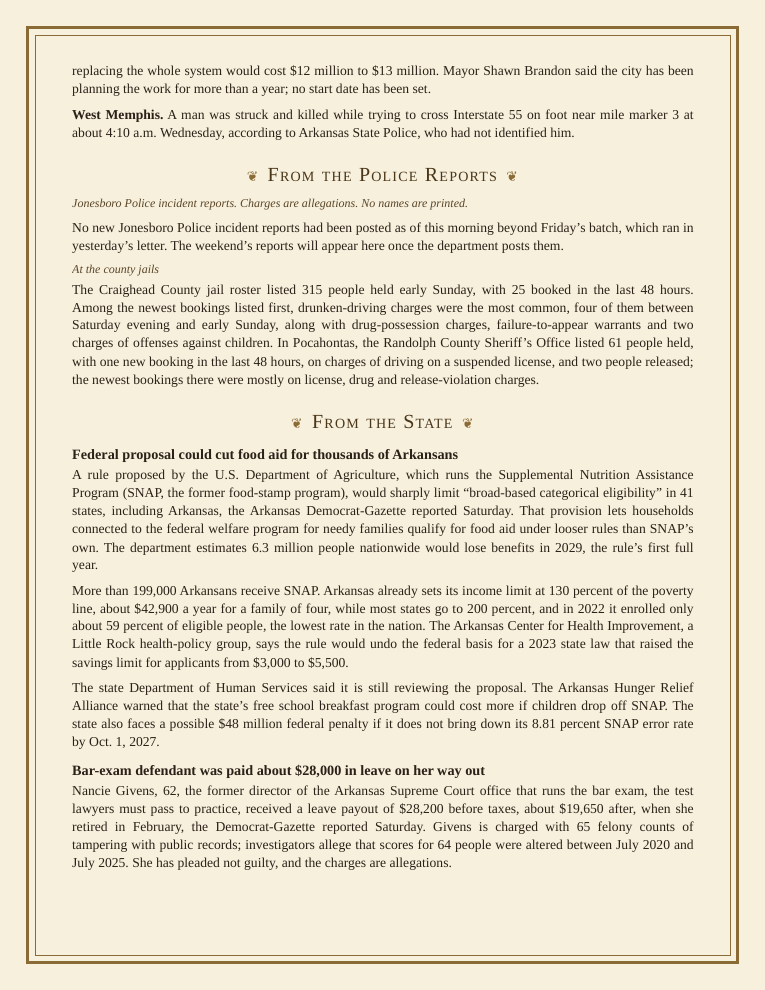 replacing the whole system would cost $12 million to $13 million. Mayor Shawn Brandon said the city has been
planning the work for more than a year; no start date has been set.
West Memphis. A man was struck and killed while trying to cross Interstate 55 on foot near mile marker 3 at
about 4:10 a.m. Wednesday, according to Arkansas State Police, who had not identified him.
❦ From the Police Reports ❦
Jonesboro Police incident reports. Charges are allegations. No names are printed.
No new Jonesboro Police incident reports had been posted as of this morning beyond Friday’s batch, which ran in
yesterday’s letter. The weekend’s reports will appear here once the department posts them.
At the county jails
The Craighead County jail roster listed 315 people held early Sunday, with 25 booked in the last 48 hours.
Among the newest bookings listed first, drunken-driving charges were the most common, four of them between
Saturday evening and early Sunday, along with drug-possession charges, failure-to-appear warrants and two
charges of offenses against children. In Pocahontas, the Randolph County Sheriff’s Office listed 61 people held,
with one new booking in the last 48 hours, on charges of driving on a suspended license, and two people released;
the newest bookings there were mostly on license, drug and release-violation charges.
❦ From the State ❦
Federal proposal could cut food aid for thousands of Arkansans
A rule proposed by the U.S. Department of Agriculture, which runs the Supplemental Nutrition Assistance
Program (SNAP, the former food-stamp program), would sharply limit “broad-based categorical eligibility” in 41
states, including Arkansas, the Arkansas Democrat-Gazette reported Saturday. That provision lets households
connected to the federal welfare program for needy families qualify for food aid under looser rules than SNAP’s
own. The department estimates 6.3 million people nationwide would lose benefits in 2029, the rule’s first full
year.
More than 199,000 Arkansans receive SNAP. Arkansas already sets its income limit at 130 percent of the poverty
line, about $42,900 a year for a family of four, while most states go to 200 percent, and in 2022 it enrolled only
about 59 percent of eligible people, the lowest rate in the nation. The Arkansas Center for Health Improvement, a
Little Rock health-policy group, says the rule would undo the federal basis for a 2023 state law that raised the
savings limit for applicants from $3,000 to $5,500.
The state Department of Human Services said it is still reviewing the proposal. The Arkansas Hunger Relief
Alliance warned that the state’s free school breakfast program could cost more if children drop off SNAP. The
state also faces a possible $48 million federal penalty if it does not bring down its 8.81 percent SNAP error rate
by Oct. 1, 2027.
Bar-exam defendant was paid about $28,000 in leave on her way out
Nancie Givens, 62, the former director of the Arkansas Supreme Court office that runs the bar exam, the test
lawyers must pass to practice, received a leave payout of $28,200 before taxes, about $19,650 after, when she
retired in February, the Democrat-Gazette reported Saturday. Givens is charged with 65 felony counts of
tampering with public records; investigators allege that scores for 64 people were altered between July 2020 and
July 2025. She has pleaded not guilty, and the charges are allegations.